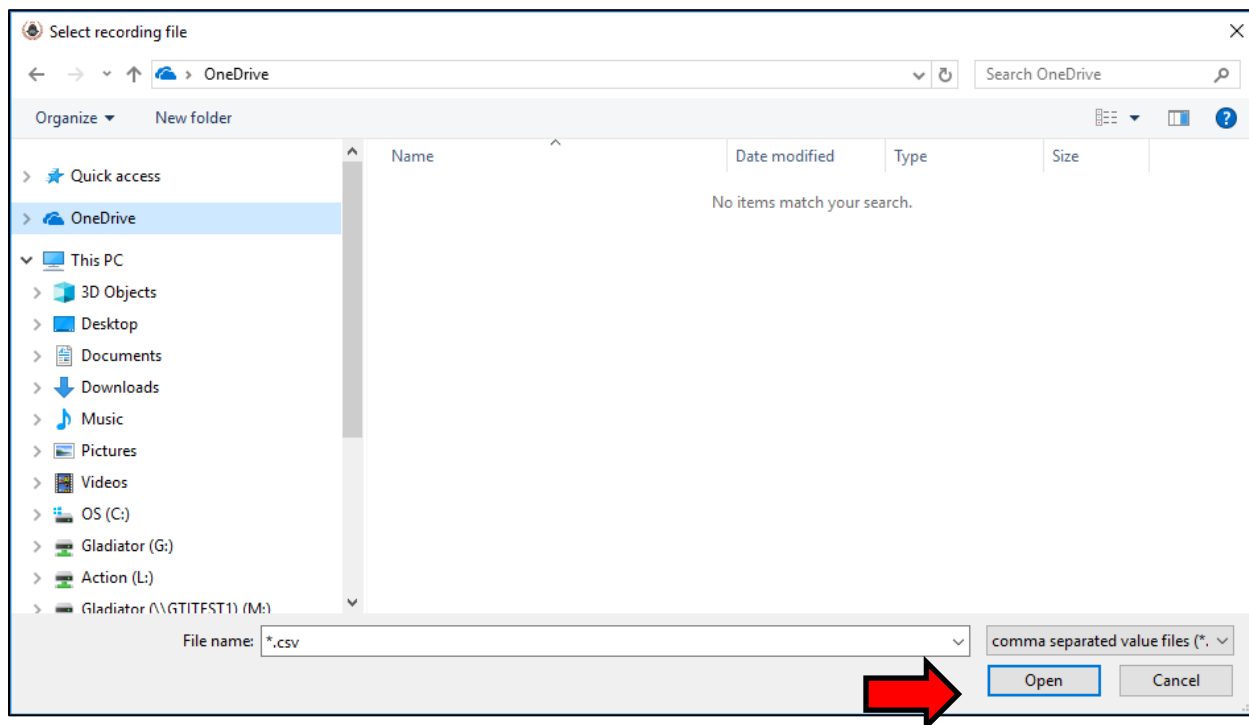 Select recording file
OneDrive
Search OneDrive
Organize
New folder
Name
Date modified
Type
Size
No items match your search.
Quick access
OneDrive
This PC
3D Objects
Desktop
Documents
Downloads
Music
Pictures
Videos
OS (C:)
Gladiator (G:)
Action (L:)
Gladiator (\\GTITEST1) (M:)
File name: *.csv
comma separated value files (*.
Open
Cancel